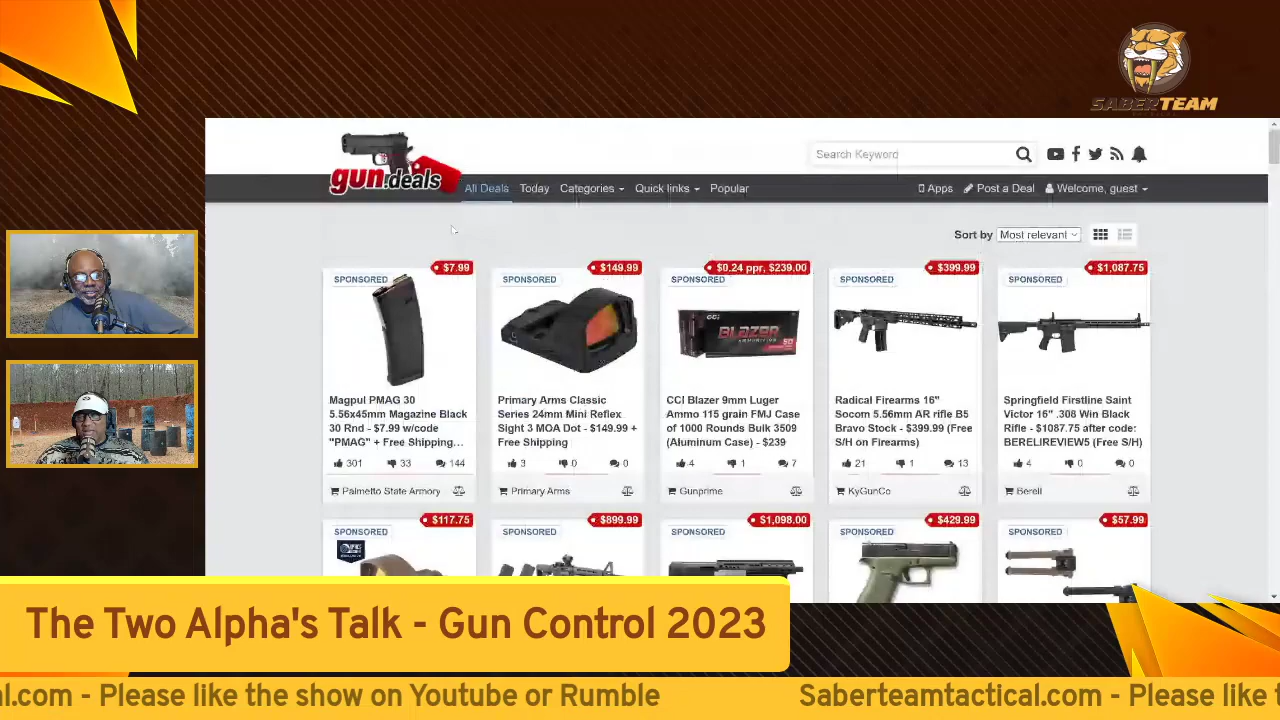 SABERTEAM
gun.deals
Search Keyword
All Deals Today Categories Quick links Popular
Apps Post a Deal Welcome, guest
Sort by Most relevant
$7.99
SPONSORED
Magpul PMAG 30
5.56x45mm Magazine Black
30 Rnd - $7.99 w/code
"PMAG" + Free Shipping...
301 33 144
Palmetto State Armory
$149.99
SPONSORED
Primary Arms Classic
Series 24mm Mini Reflex
Sight 3 MOA Dot - $149.99 +
Free Shipping
3 0 0
Primary Arms
$0.24 ppr, $239.00
SPONSORED
CCI
BLAZER
AMMUNITION
50
CCI Blazer 9mm Luger
Ammo 115 grain FMJ Case
of 1000 Rounds Bulk 3509
(Aluminum Case) - $239
4 1 7
Gunprime
$399.99
SPONSORED
Radical Firearms 16"
Socom 5.56mm AR rifle B5
Bravo Stock - $399.99 (Free
S/H on Firearms)
21 1 13
KyGunCo
$1,087.75
SPONSORED
Springfield Firstline Saint
Victor 16" .308 Win Black
Rifle - $1087.75 after code:
BERELIREVIEW5 (Free S/H)
4 0 0
Bereli
$117.75
SPONSORED
$899.99
SPONSORED
$1,098.00
SPONSORED
$429.99
SPONSORED
$57.99
SPONSORED
The Two Alpha's Talk - Gun Control 2023
al.com - Please like the show on Youtube or Rumble Saberteamtactical.com - Please like t